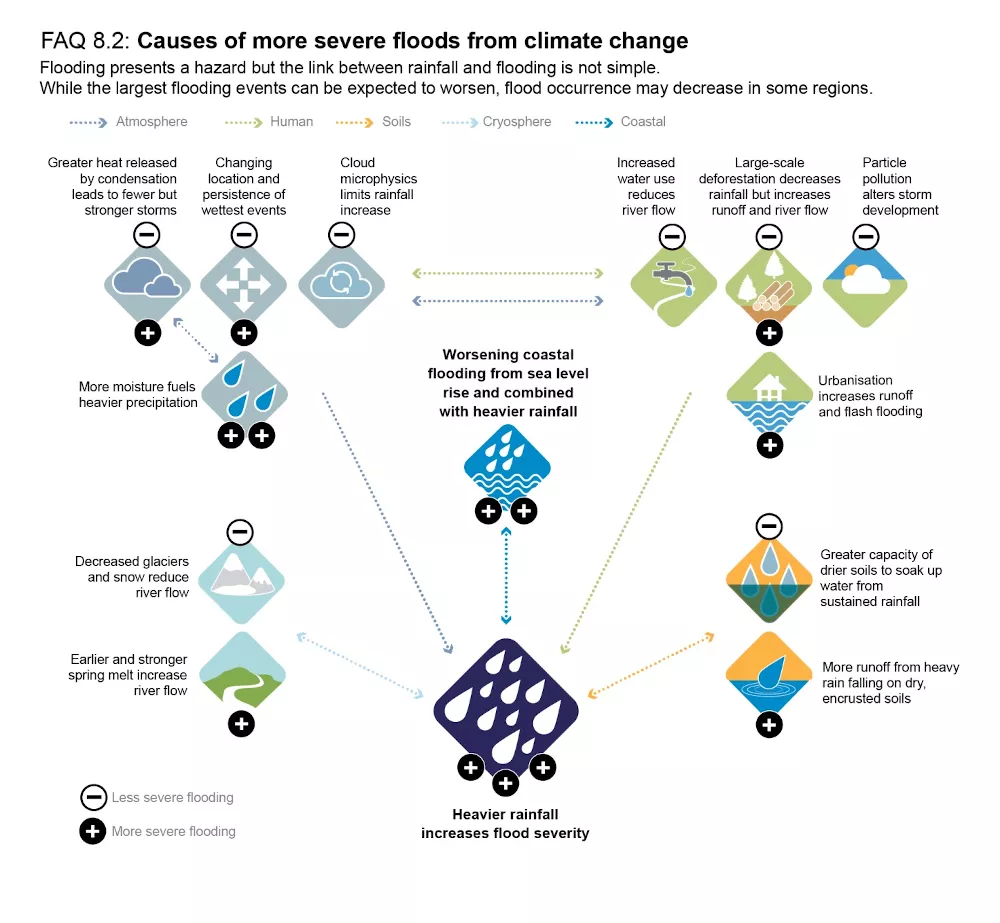 FAQ 8.2: Causes of more severe floods from climate change
Flooding presents a hazard but the link between rainfall and flooding is not simple.
While the largest flooding events can be expected to worsen, flood occurrence may decrease in some regions.
Atmosphere
Human
Soils
Cryosphere
Coastal
Greater heat released
by condensation
leads to fewer but
stronger storms
Changing
location and
persistence of
wettest events
Cloud
microphysics
limits rainfall
increase
Increased
water use
reduces
river flow
Large-scale
deforestation decreases
rainfall but increases
runoff and river flow
Particle
pollution
alters storm
development
More moisture fuels
heavier precipitation
Worsening coastal
flooding from sea level
rise and combined
with heavier rainfall
Urbanisation
increases runoff
and flash flooding
Decreased glaciers
and snow reduce
river flow
Greater capacity of
drier soils to soak up
water from
sustained rainfall
Earlier and stronger
spring melt increase
river flow
More runoff from heavy
rain falling on dry,
encrusted soils
Less severe flooding
More severe flooding
Heavier rainfall
increases flood severity